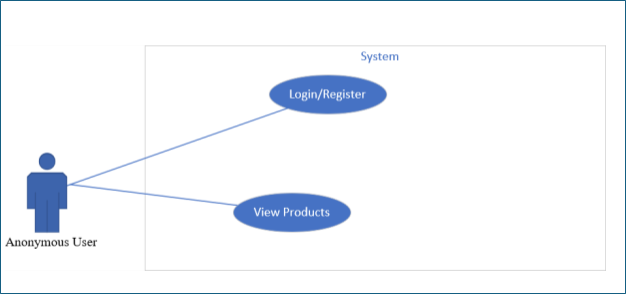 System
Login/Register
View Products
Anonymous User